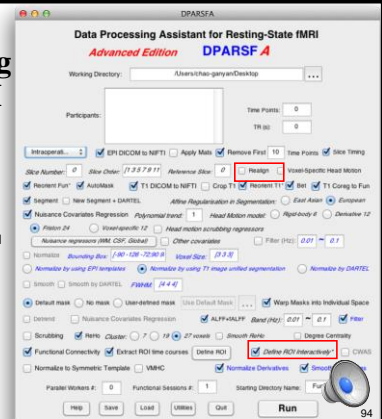 DPARSFA
Data Processing Assistant for Resting-State fMRI
Advanced Edition DPARSF A
g
Working Directory: /Users/chao-ganyan/Desktop ...
Participants:
Time Points: 0
TR (s): 0
Intraoperati... EPI DICOM to NIFTI Apply Mats Remove First 10 Time Points Slice Timing
Slice Number: 0 Slice Order: [1 3 5 7 9 11 Reference Slice: 0 Realign Voxel-Specific Head Motion
Reorient Fun* AutoMask T1 DICOM to NIFTI Crop T1 Reorient T1* Bet T1 Coreg to Fun
Segment New Segment + DARTEL Affine Regularisation in Segmentation: East Asian European
Nuisance Covariates Regression Polynomial trend: 1 Head Motion model: Rigid-body 6 Derivative 12
Friston 24 Voxel-specific 12 Head motion scrubbing regressors
Nuisance regressors (WM, CSF, Global) Other covariates Filter (Hz): 0.01 ~ 0.1
Normalize Bounding Box: [-90 -126 -72;90 9 Voxel Size: [3 3 3]
Normalize by using EPI templates Normalize by using T1 image unified segmentation Normalize by DARTEL
Smooth Smooth by DARTEL FWHM: [4 4 4]
Default mask No mask User-defined mask Use Default Mask ... Warp Masks into Individual Space
Detrend Nuisance Covariates Regression ALFF+fALFF Band (Hz): 0.01 ~ 0.1 Filter
Scrubbing ReHo Cluster: 7 19 27 voxels Smooth ReHo Degree Centrality
Functional Connectivity Extract ROI time courses Define ROI Define ROI Interactively* CWAS
Normalize to Symmetric Template VMHC Normalize Derivatives Smooth
Parallel Workers #: 0 Functional Sessions #: 1 Starting Directory Name:
Help Save Load Utilities Quit Run
94